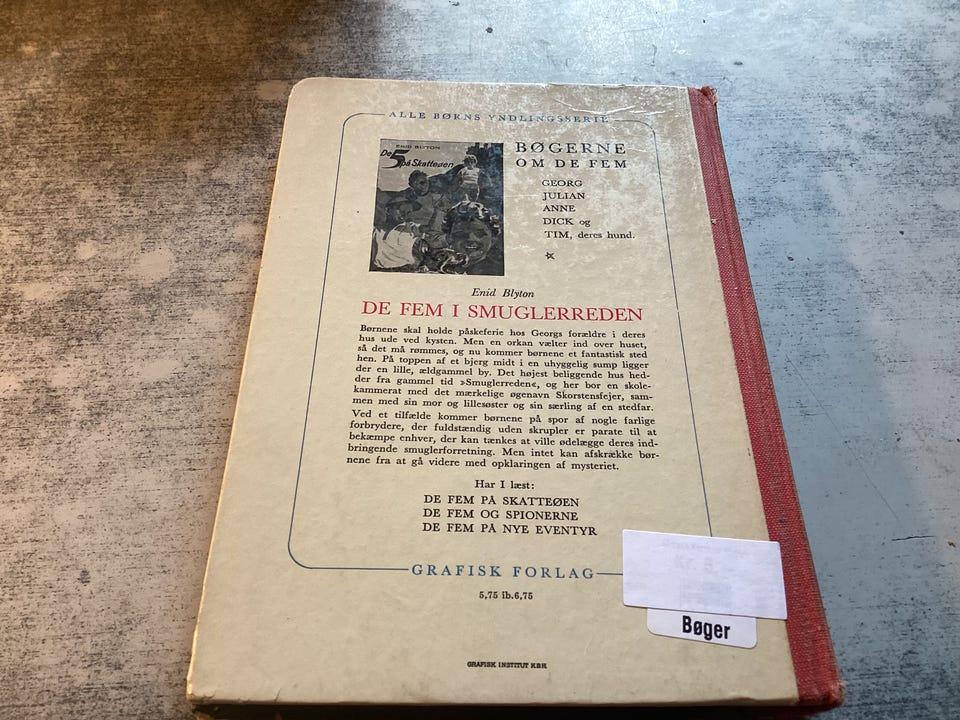 ALLE BØRNS YNDLINGSSERIE
ENID BLYTON
De 5 på Skatteøen
BØGERNE
OM DE FEM
GEORG
JULIAN
ANNE
DICK og
TIM, deres hund.
Enid Blyton
DE FEM I SMUGLERREDEN
Børnene skal holde påskeferie hos Georgs forældre i deres
hus ude ved kysten. Men en orkan vælter ind over huset,
så det må rømmes, og nu kommer børnene et fantastisk sted
hen. På toppen af et bjerg midt i en uhyggelig sump ligger
der en lille, ældgammel by. Det højest beliggende hus hed-
der fra gammel tid »Smuglerreden«, og her bor en skole-
kammerat med det mærkelige øgenavn Skorstensfejer, sam-
men med sin mor og lillesøster og sin særling af en stedfar.
Ved et tilfælde kommer børnene på spor af nogle farlige
forbrydere, der fuldstændig uden skrupler er parate til at
bekæmpe enhver, der kan tænkes at ville ødelægge deres ind-
bringende smuglerforretning. Men intet kan afskrække bør-
nene fra at gå videre med opklaringen af mysteriet.
Har I læst:
DE FEM PÅ SKATTEØEN
DE FEM OG SPIONERNE
DE FEM PÅ NYE EVENTYR
GRAFISK FORLAG
5,75 ib.6,75
Bøger
GRAFISK INSTITUT KBH